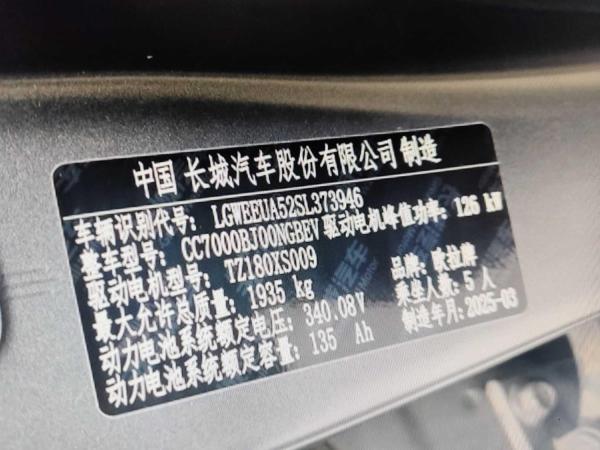 中国 长城汽车股份有限公司 制造
车辆识别代号: LGWEEUA52SL373946
整车型号: CC7000BJ00NGBEV 驱动电机峰值功率: 126 kW
驱动电机型号: TZ180XS009
最大允许总质量: 1935 kg 品牌: 欧拉牌
动力电池系统额定电压: 340.08V 乘坐人数: 5 人
动力电池系统额定容量: 135 Ah 制造年月: 2025-03